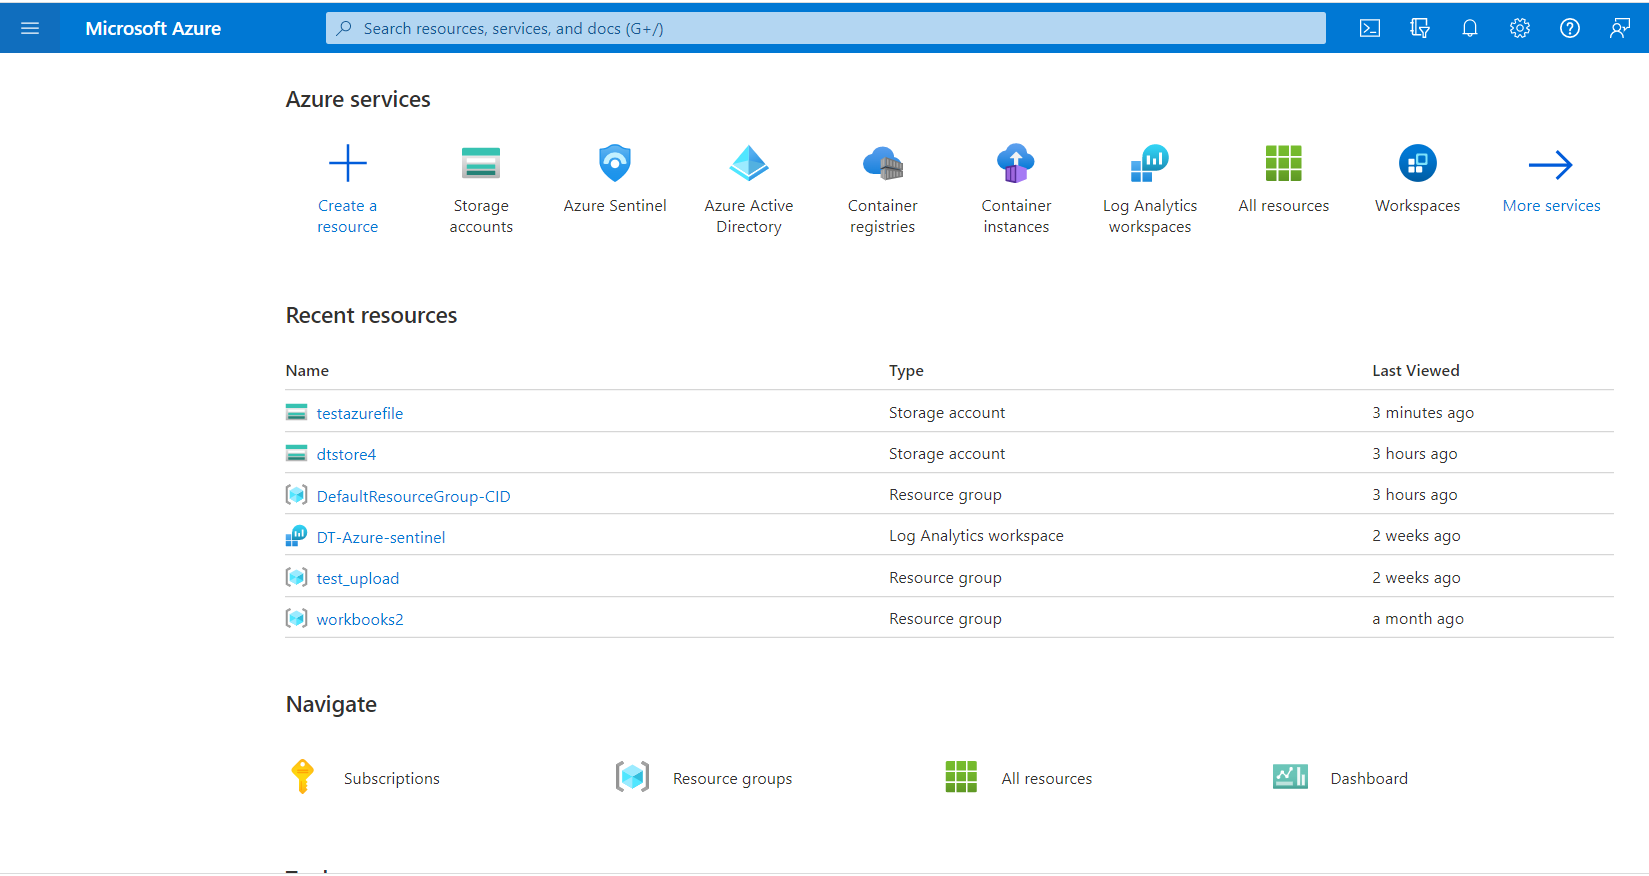 Microsoft Azure
Search resources, services, and docs (G+/)
Azure services
Create a resource
Storage accounts
Azure Sentinel
Azure Active Directory
Container registries
Container instances
Log Analytics workspaces
All resources
Workspaces
More services
Recent resources
Name Type Last Viewed
testazurefile Storage account 3 minutes ago
dtstore4 Storage account 3 hours ago
DefaultResourceGroup-CID Resource group 3 hours ago
DT-Azure-sentinel Log Analytics workspace 2 weeks ago
test_upload Resource group 2 weeks ago
workbooks2 Resource group a month ago
Navigate
Subscriptions Resource groups All resources Dashboard